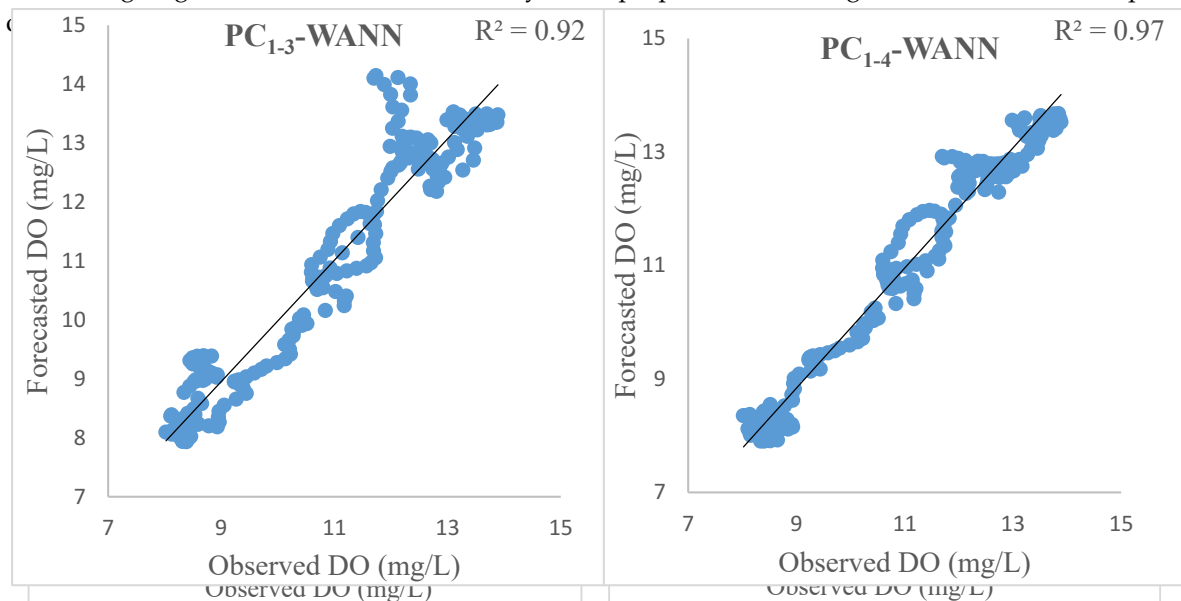 PC1-3-WANN
R² = 0.92
15
14
13
12
11
10
9
8
7
Forecasted DO (mg/L)
7 9 11 13 15
Observed DO (mg/L)
Observed DO (mg/L)
PC1-4-WANN
R² = 0.97
15
13
11
9
7
Forecasted DO (mg/L)
7 9 11 13 15
Observed DO (mg/L)
Observed DO (mg/L)